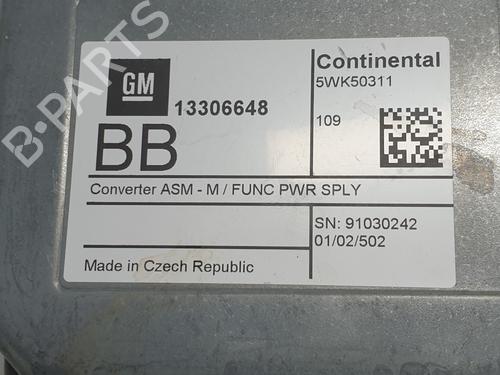 GM
13306648
BB
Converter ASM - M / FUNC PWR SPLY
Made in Czech Republic
Continental
5WK50311
109
SN: 91030242
01/02/502
B-PARTS